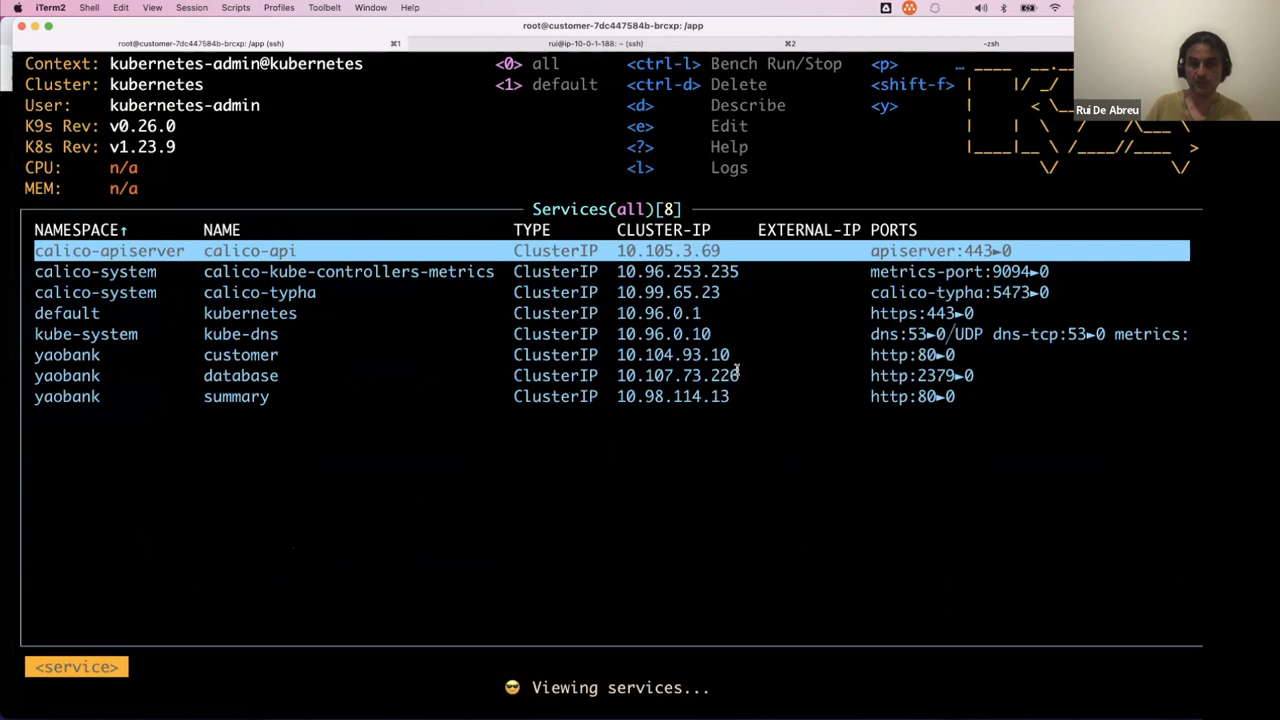 iTerm2 Shell Edit View Session Scripts Profiles Toolbelt Window Help
root@customer-7dc447584b-brcxp: /app
root@customer-7dc447584b-brcxp: /app (ssh) ⌘1 rui@ip-10-0-1-188: ~ (ssh) ⌘2 -zsh
Context: kubernetes-admin@kubernetes <0> all <ctrl-l> Bench Run/Stop <p> …
Cluster: kubernetes <1> default <ctrl-d> Delete <shift-f>
User: kubernetes-admin <d> Describe <y>
K9s Rev: v0.26.0 <e> Edit
K8s Rev: v1.23.9 <?> Help
CPU: n/a <l> Logs
MEM: n/a
Rui De Abreu
Services(all)[8]
NAMESPACE↑ NAME TYPE CLUSTER-IP EXTERNAL-IP PORTS
calico-apiserver calico-api ClusterIP 10.105.3.69 apiserver:443►0
calico-system calico-kube-controllers-metrics ClusterIP 10.96.253.235 metrics-port:9094►0
calico-system calico-typha ClusterIP 10.99.65.23 calico-typha:5473►0
default kubernetes ClusterIP 10.96.0.1 https:443►0
kube-system kube-dns ClusterIP 10.96.0.10 dns:53►0/UDP dns-tcp:53►0 metrics:
yaobank customer ClusterIP 10.104.93.10 http:80►0
yaobank database ClusterIP 10.107.73.226 http:2379►0
yaobank summary ClusterIP 10.98.114.13 http:80►0
<service>
😎 Viewing services...